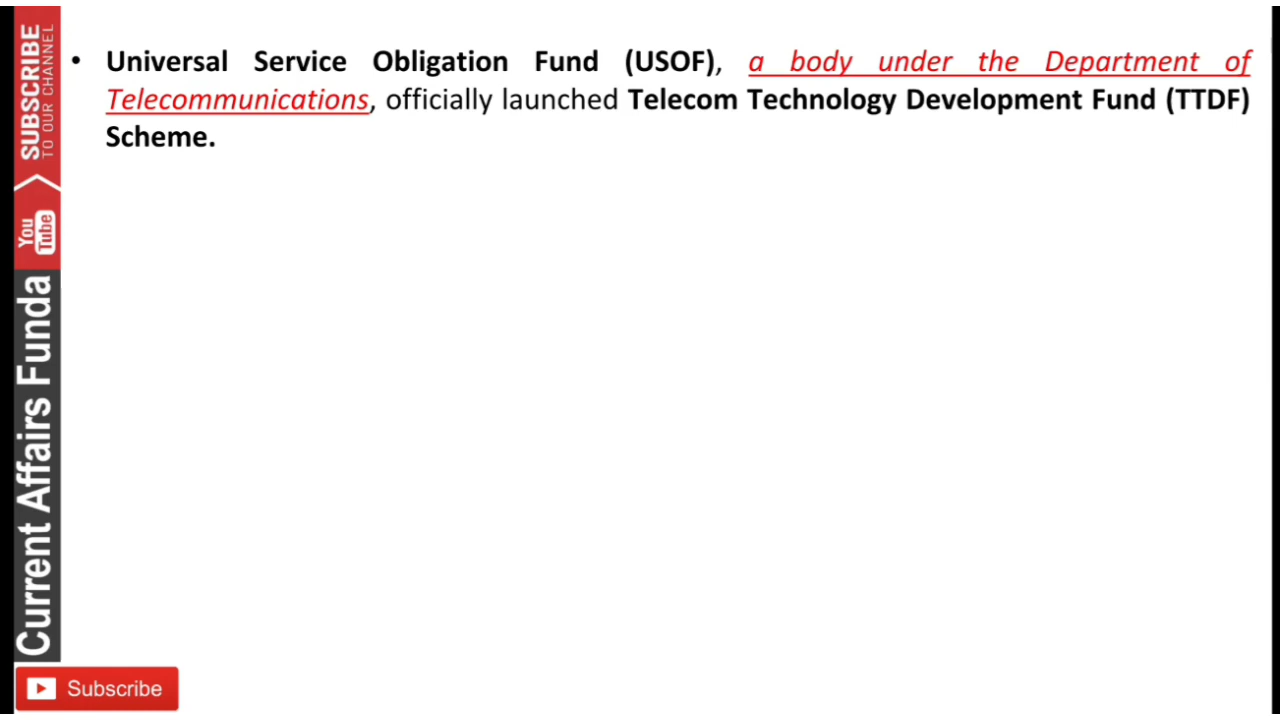 • Universal Service Obligation Fund (USOF), a body under the Department of
Telecommunications, officially launched Telecom Technology Development Fund (TTDF)
Scheme.
SUBSCRIBE
TO OUR CHANNEL
You
Tube
Current Affairs Funda
Subscribe